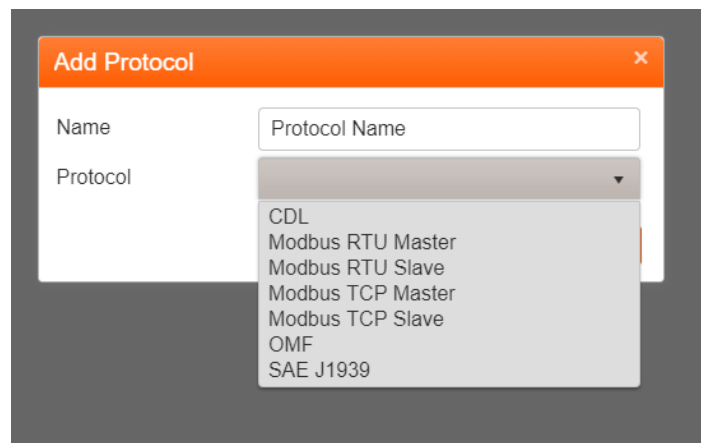 Add Protocol ×
Name Protocol Name
Protocol
CDL
Modbus RTU Master
Modbus RTU Slave
Modbus TCP Master
Modbus TCP Slave
OMF
SAE J1939